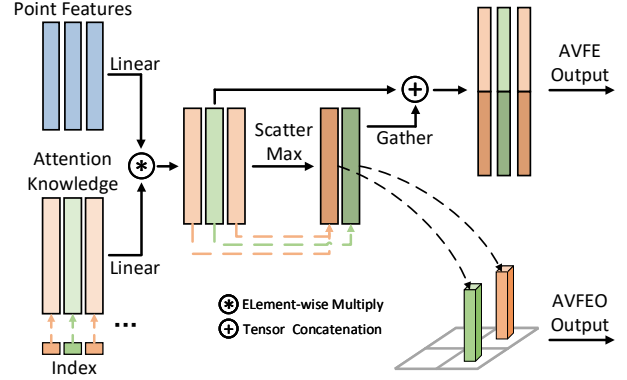 Point Features
Linear
AVFE
Output
Scatter
Max
Gather
Attention
Knowledge
Linear
...
Index
ELement-wise Multiply
Tensor Concatenation
AVFEO
Output